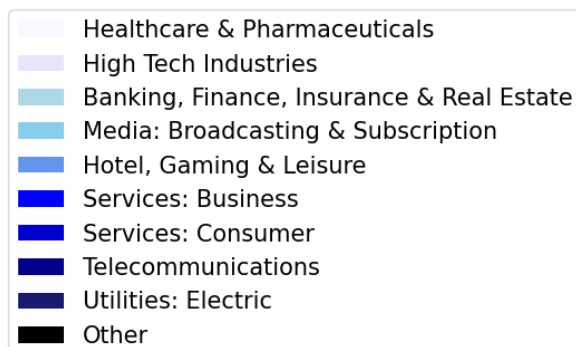 Healthcare & Pharmaceuticals
High Tech Industries
Banking, Finance, Insurance & Real Estate
Media: Broadcasting & Subscription
Hotel, Gaming & Leisure
Services: Business
Services: Consumer
Telecommunications
Utilities: Electric
Other